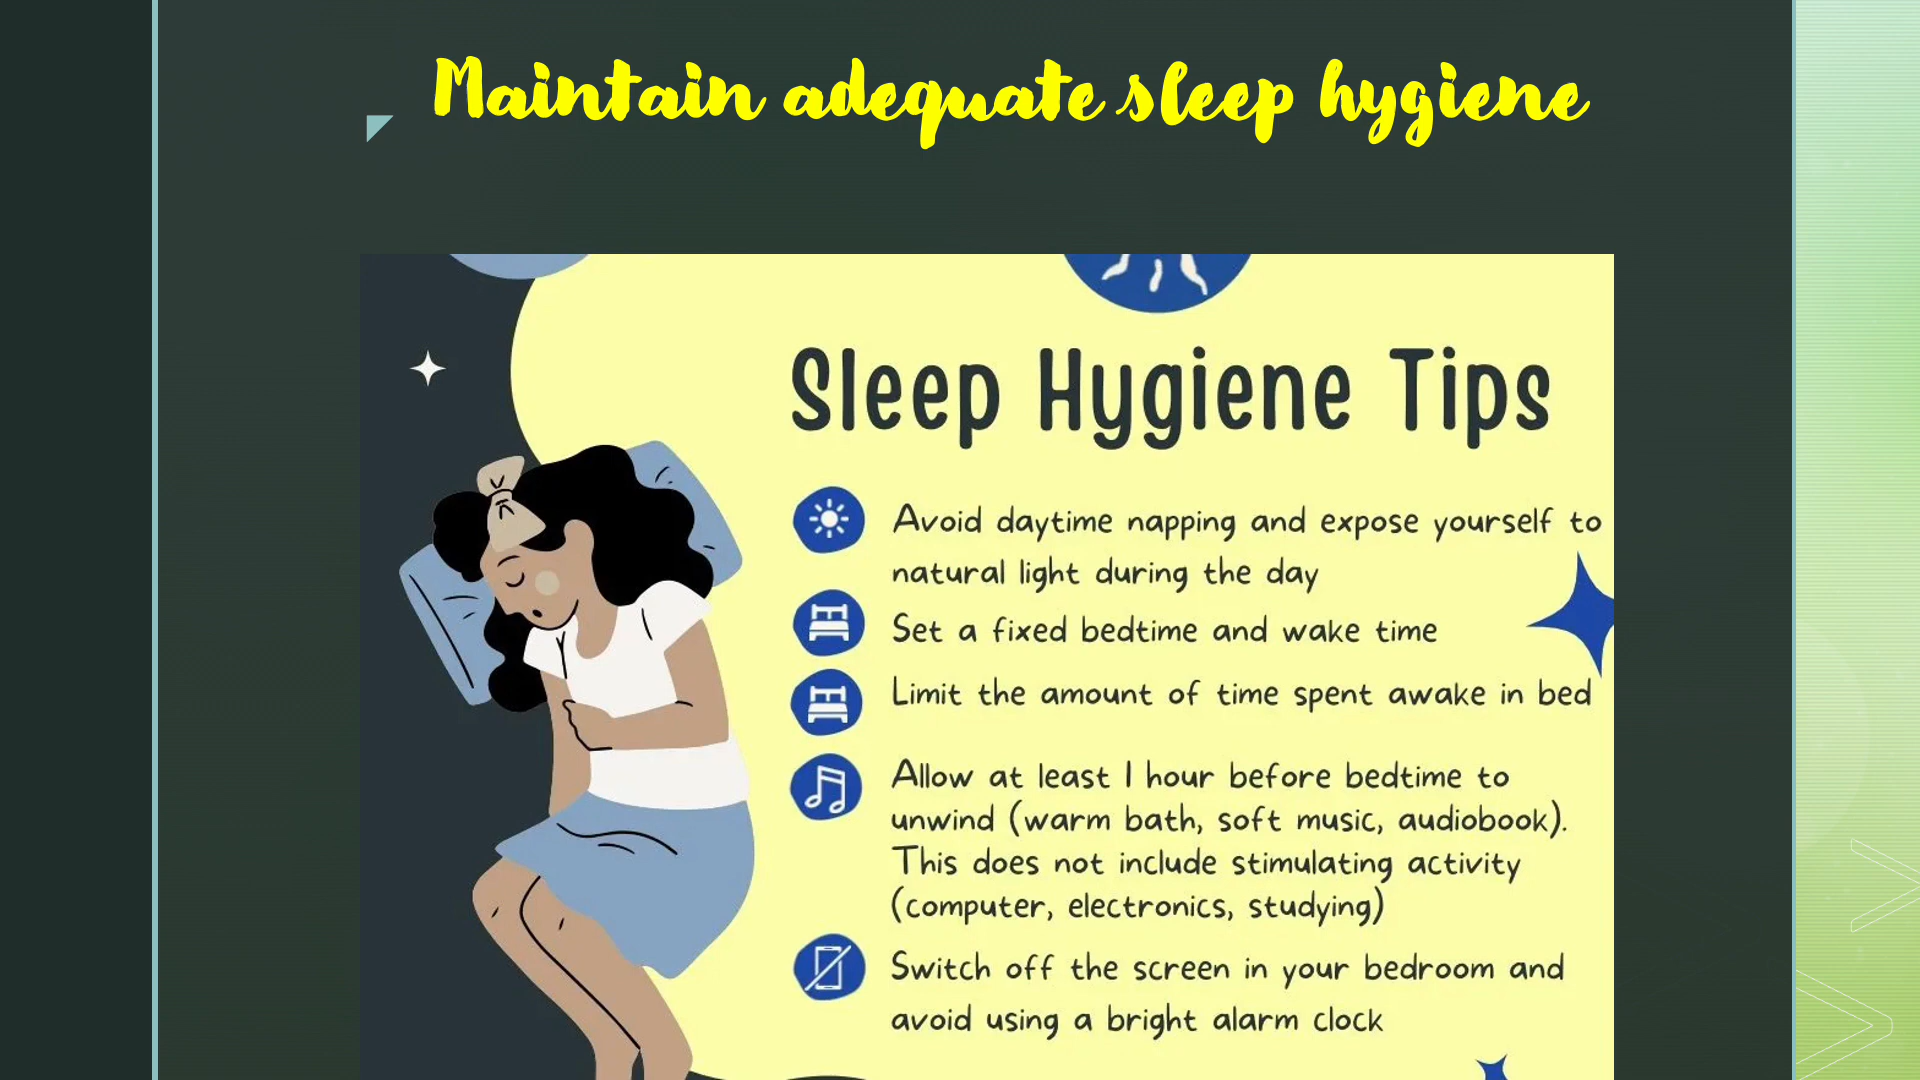 Maintain adequate sleep hygiene
Sleep Hygiene Tips
Avoid daytime napping and expose yourself to
natural light during the day
Set a fixed bedtime and wake time
Limit the amount of time spent awake in bed
Allow at least 1 hour before bedtime to
unwind (warm bath, soft music, audiobook).
This does not include stimulating activity
(computer, electronics, studying)
Switch off the screen in your bedroom and
avoid using a bright alarm clock